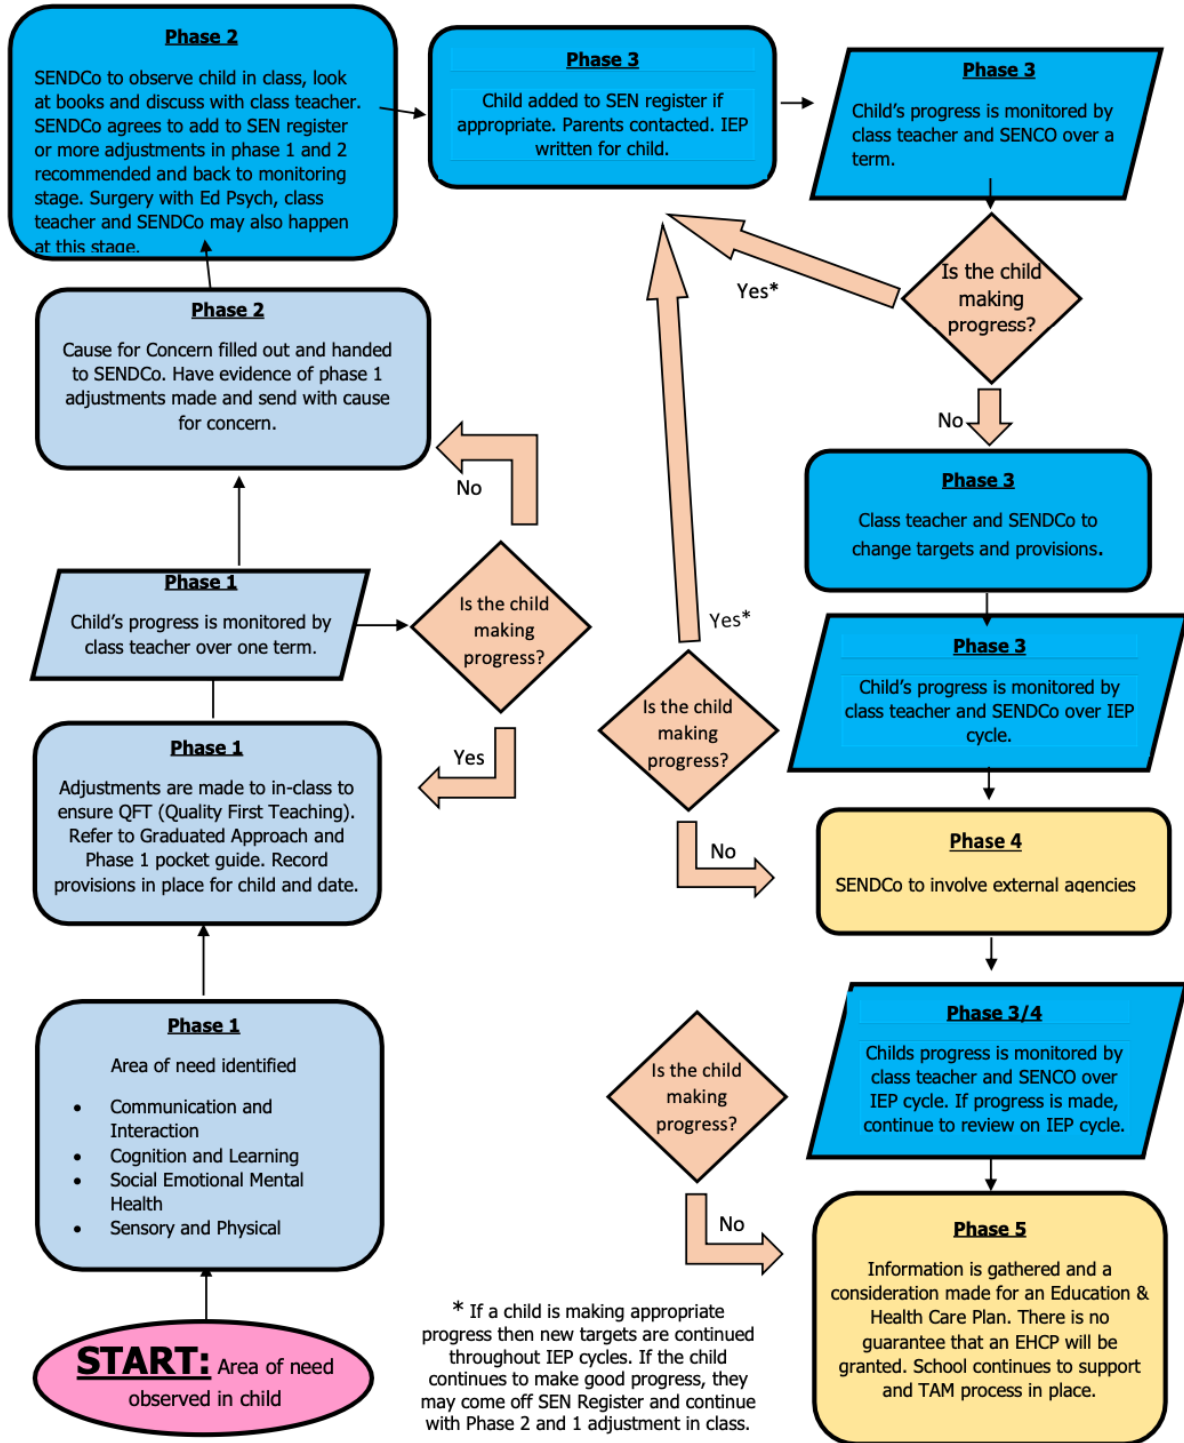 Phase 2
SENDCo to observe child in class, look
at books and discuss with class teacher.
SENDCo agrees to add to SEN register
or more adjustments in phase 1 and 2
recommended and back to monitoring
stage. Surgery with Ed Psych, class
teacher and SENDCo may also happen
at this stage.
Phase 3
Child added to SEN register if
appropriate. Parents contacted. IEP
written for child.
Phase 3
Child's progress is monitored by
class teacher and SENCO over a
term.
Is the child
making
progress?
Yes*
No
Phase 2
Cause for Concern filled out and handed
to SENDCo. Have evidence of phase 1
adjustments made and send with cause
for concern.
No
Phase 3
Class teacher and SENDCo to
change targets and provisions.
Phase 1
Child's progress is monitored by
class teacher over one term.
Is the child
making
progress?
Yes
Yes*
Phase 3
Child's progress is monitored by
class teacher and SENDCo over IEP
cycle.
Is the child
making
progress?
No
Phase 1
Adjustments are made to in-class to
ensure QFT (Quality First Teaching).
Refer to Graduated Approach and
Phase 1 pocket guide. Record
provisions in place for child and date.
Phase 4
SENDCo to involve external agencies
Phase 1
Area of need identified
• Communication and
Interaction
• Cognition and Learning
• Social Emotional Mental
Health
• Sensory and Physical
Is the child
making
progress?
No
Phase 3/4
Childs progress is monitored by
class teacher and SENCO over
IEP cycle. If progress is made,
continue to review on IEP cycle.
Phase 5
Information is gathered and a
consideration made for an Education &
Health Care Plan. There is no
guarantee that an EHCP will be
granted. School continues to support
and TAM process in place.
START: Area of need
observed in child
* If a child is making appropriate
progress then new targets are continued
throughout IEP cycles. If the child
continues to make good progress, they
may come off SEN Register and continue
with Phase 2 and 1 adjustment in class.